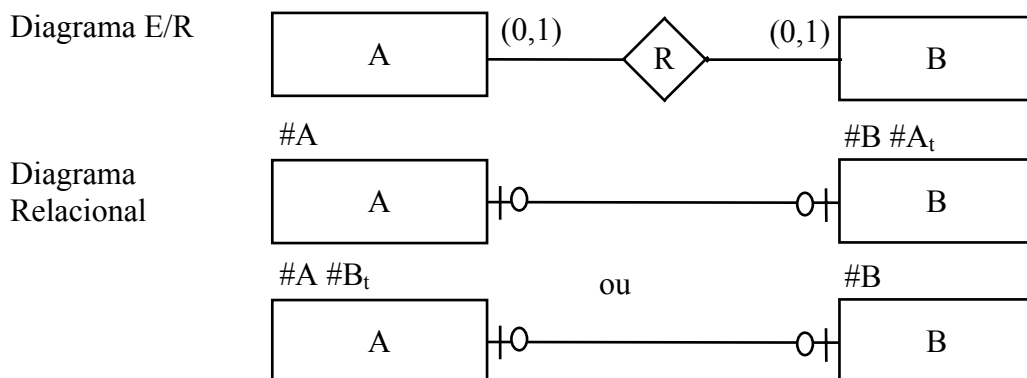 Diagrama E/R
A (0,1) R (0,1) B
#A #B #Aₜ
Diagrama
Relacional
A B
#A #Bₜ ou #B
A B